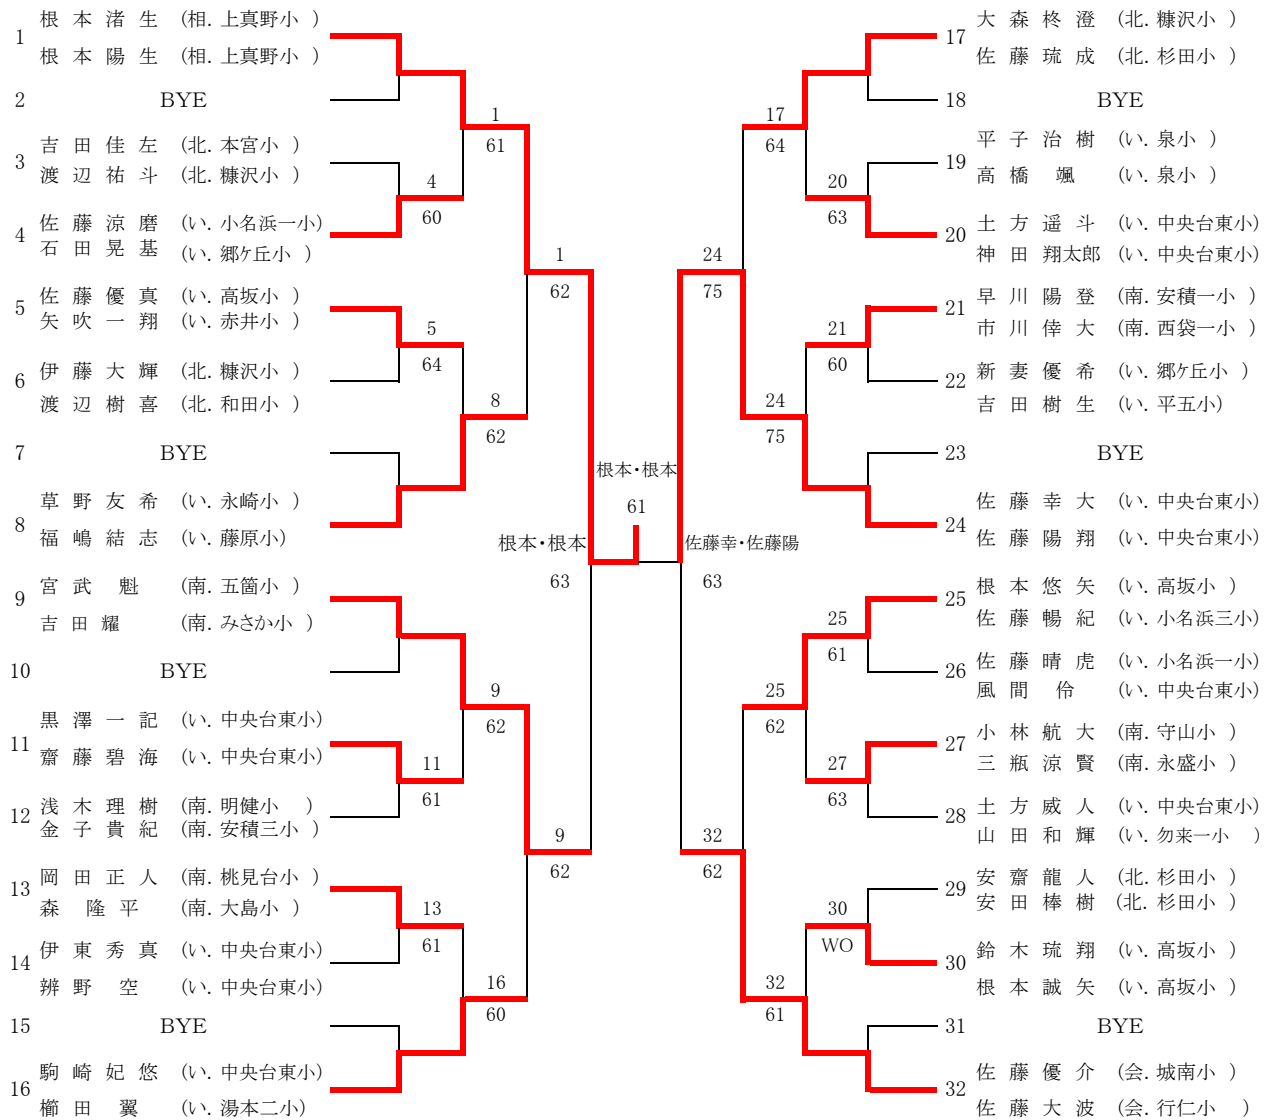 1 根本渚生 (相. 上真野小 )
根本陽生 (相. 上真野小 )
2 BYE
3 吉田佳左 (北. 本宮小 )
渡辺祐斗 (北. 糠沢小 )
4 佐藤涼磨 (い. 小名浜一小)
石田晃基 (い. 郷ケ丘小 )
5 佐藤優真 (い. 高坂小 )
矢吹一翔 (い. 赤井小 )
6 伊藤大輝 (北. 糠沢小 )
渡辺樹喜 (北. 和田小 )
7 BYE
8 草野友希 (い. 永崎小 )
福嶋結志 (い. 藤原小)
9 宮武魁 (南. 五箇小 )
吉田耀 (南. みさか小 )
10 BYE
11 黒澤一記 (い. 中央台東小)
齋藤碧海 (い. 中央台東小)
12 浅木理樹 (南. 明健小 )
金子貴紀 (南. 安積三小 )
13 岡田正人 (南. 桃見台小 )
森隆平 (南. 大島小 )
14 伊東秀真 (い. 中央台東小)
辨野空 (い. 中央台東小)
15 BYE
16 駒崎妃悠 (い. 中央台東小)
櫛田翼 (い. 湯本二小)
4
60
5
64
11
61
13
61
1
61
8
62
9
62
16
60
1
62
9
62
根本・根本
63
根本・根本
61
佐藤幸・佐藤陽
63
24
75
32
62
17
64
24
75
25
62
32
61
20
63
21
60
25
61
27
63
30
WO
17 大森柊澄 (北. 糠沢小 )
佐藤琉成 (北. 杉田小 )
18 BYE
19 平子治樹 (い. 泉小 )
高橋颯 (い. 泉小 )
20 土方遥斗 (い. 中央台東小)
神田翔太郎 (い. 中央台東小)
21 早川陽登 (南. 安積一小 )
市川倖大 (南. 西袋一小 )
22 新妻優希 (い. 郷ケ丘小 )
吉田樹生 (い. 平五小)
23 BYE
24 佐藤幸大 (い. 中央台東小)
佐藤陽翔 (い. 中央台東小)
25 根本悠矢 (い. 高坂小 )
佐藤暢紀 (い. 小名浜三小)
26 佐藤晴虎 (い. 小名浜一小)
風間伶 (い. 中央台東小)
27 小林航大 (南. 守山小 )
三瓶涼賢 (南. 永盛小 )
28 土方威人 (い. 中央台東小)
山田和輝 (い. 勿来一小 )
29 安齋龍人 (北. 杉田小 )
安田棒樹 (北. 杉田小 )
30 鈴木琉翔 (い. 高坂小 )
根本誠矢 (い. 高坂小 )
31 BYE
32 佐藤優介 (会. 城南小 )
佐藤大波 (会. 行仁小 )